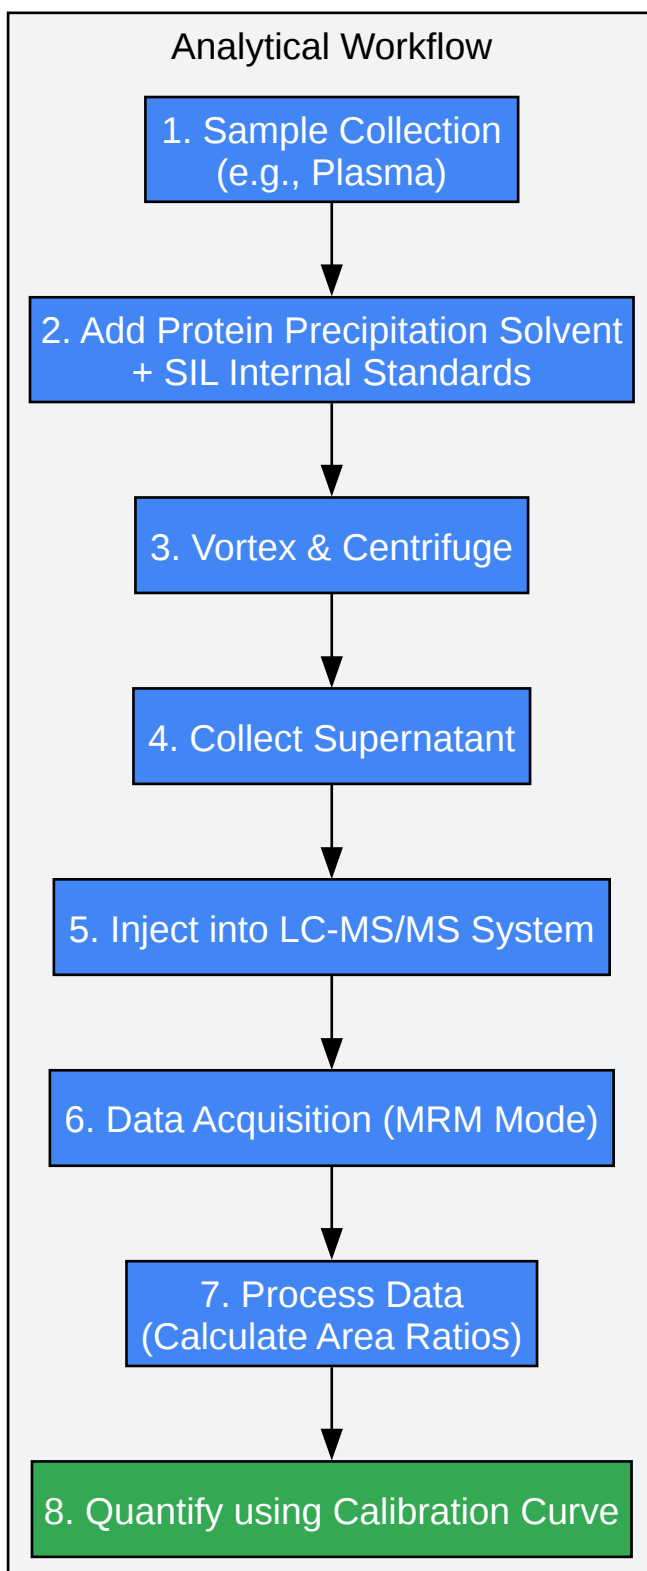 Analytical Workflow
1. Sample Collection
(e.g., Plasma)
2. Add Protein Precipitation Solvent
+ SIL Internal Standards
3. Vortex & Centrifuge
4. Collect Supernatant
5. Inject into LC-MS/MS System
6. Data Acquisition (MRM Mode)
7. Process Data
(Calculate Area Ratios)
8. Quantify using Calibration Curve